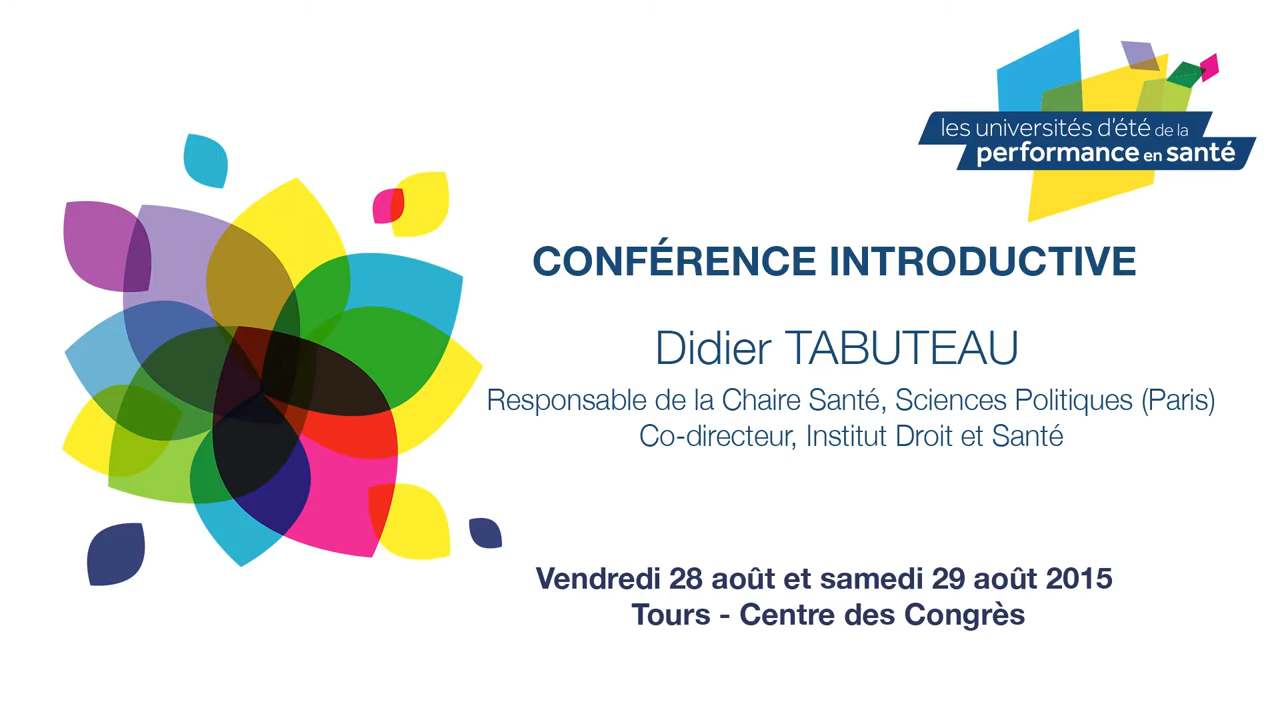 les universités d'été de la
performance en santé
CONFÉRENCE INTRODUCTIVE
Didier TABUTEAU
Responsable de la Chaire Santé, Sciences Politiques (Paris)
Co-directeur, Institut Droit et Santé
Vendredi 28 août et samedi 29 août 2015
Tours - Centre des Congrès